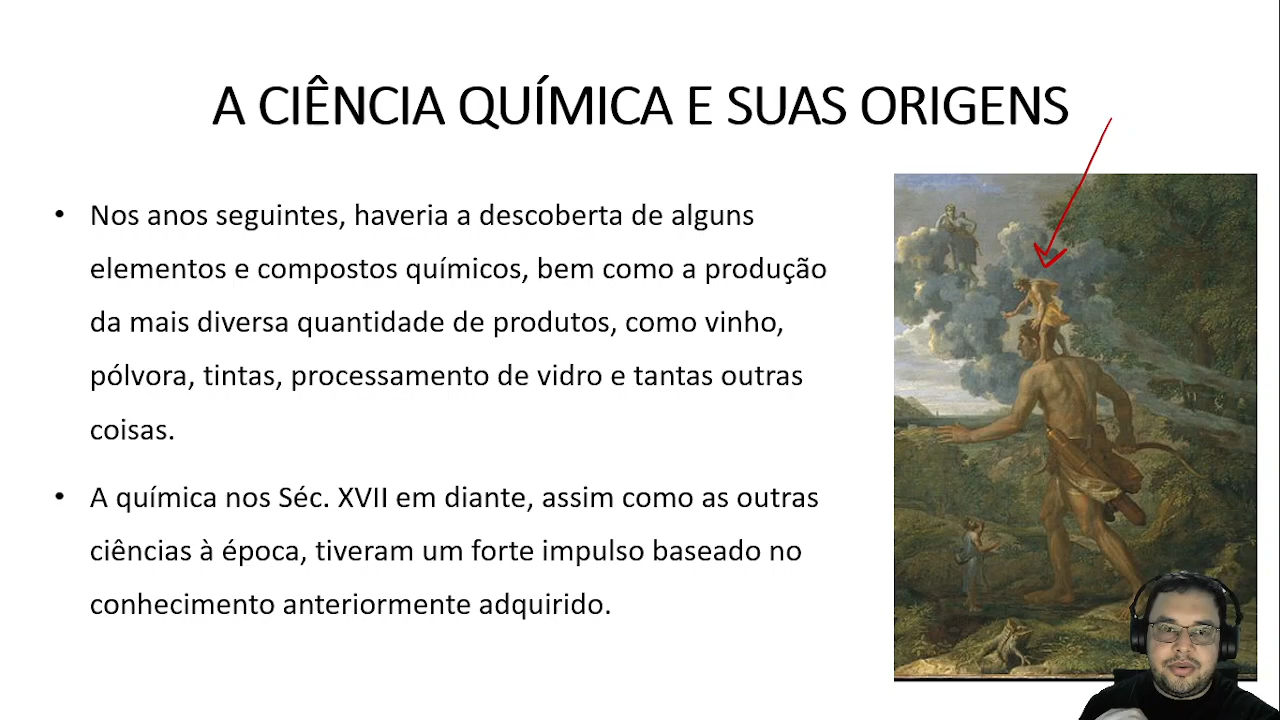 A CIÊNCIA QUÍMICA E SUAS ORIGENS
• Nos anos seguintes, haveria a descoberta de alguns
elementos e compostos químicos, bem como a produção
da mais diversa quantidade de produtos, como vinho,
pólvora, tintas, processamento de vidro e tantas outras
coisas.
• A química nos Séc. XVII em diante, assim como as outras
ciências à época, tiveram um forte impulso baseado no
conhecimento anteriormente adquirido.